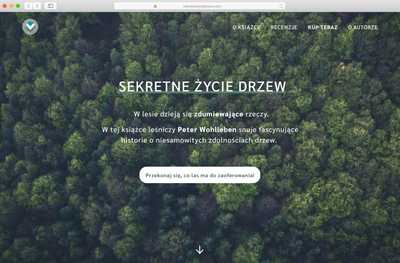 O KSIĄŻCE RECENZJE KUP TERAZ O AUTORZE
SEKRETNE ŻYCIE DRZEW
W lesie dzieją się zdumiewające rzeczy.
W tej książce leśniczy Peter Wohlleben snuje fascynujące
historie o niesamowitych zdolnościach drzew.
Przekonaj się, co las ma do zaoferowania!